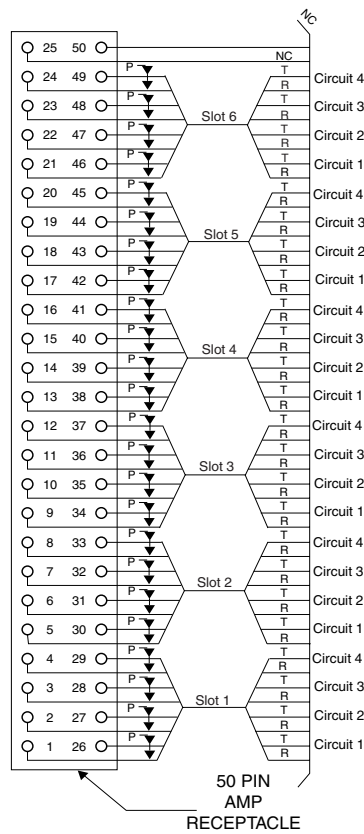 NC
25 50
NC
24 49 P T Circuit 4
R
23 48 P T Circuit 3
R
Slot 6
22 47 P T Circuit 2
R
21 46 P T Circuit 1
R
20 45 P T Circuit 4
R
19 44 P T Circuit 3
R
Slot 5
18 43 P T Circuit 2
R
17 42 P T Circuit 1
R
16 41 P T Circuit 4
R
15 40 P T Circuit 3
R
Slot 4
14 39 P T Circuit 2
R
13 38 P T Circuit 1
R
12 37 P T Circuit 4
R
11 36 P T Circuit 3
R
Slot 3
10 35 P T Circuit 2
R
9 34 P T Circuit 1
R
8 33 P T Circuit 4
R
7 32 P T Circuit 3
R
Slot 2
6 31 P T Circuit 2
R
5 30 P T Circuit 1
R
4 29 P T Circuit 4
R
3 28 P T Circuit 3
R
Slot 1
2 27 P T Circuit 2
R
1 26 P T Circuit 1
R
50 PIN
AMP
RECEPTACLE